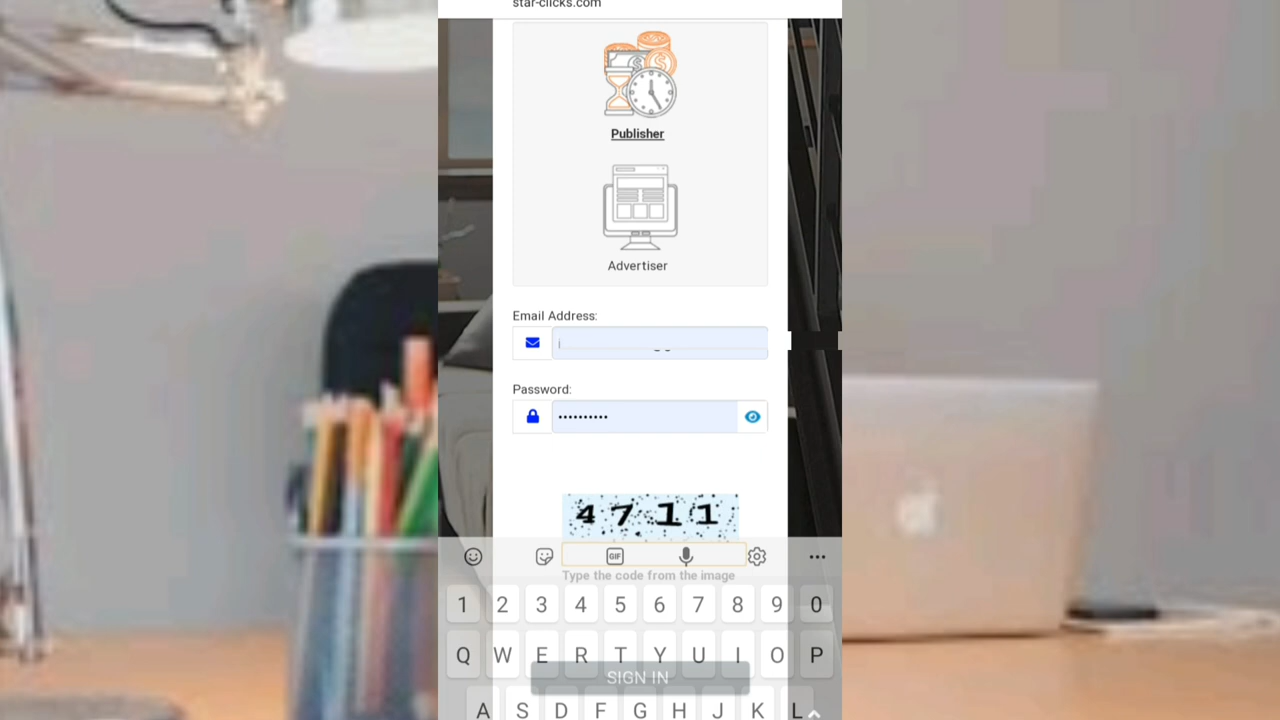 star-clicks.com
Publisher
Advertiser
Email Address:
Password:
••••••••••
4711
GIF
Type the code from the image
1 2 3 4 5 6 7 8 9 0
Q W E R T Y U I O P
SIGN IN
A S D F G H J K L